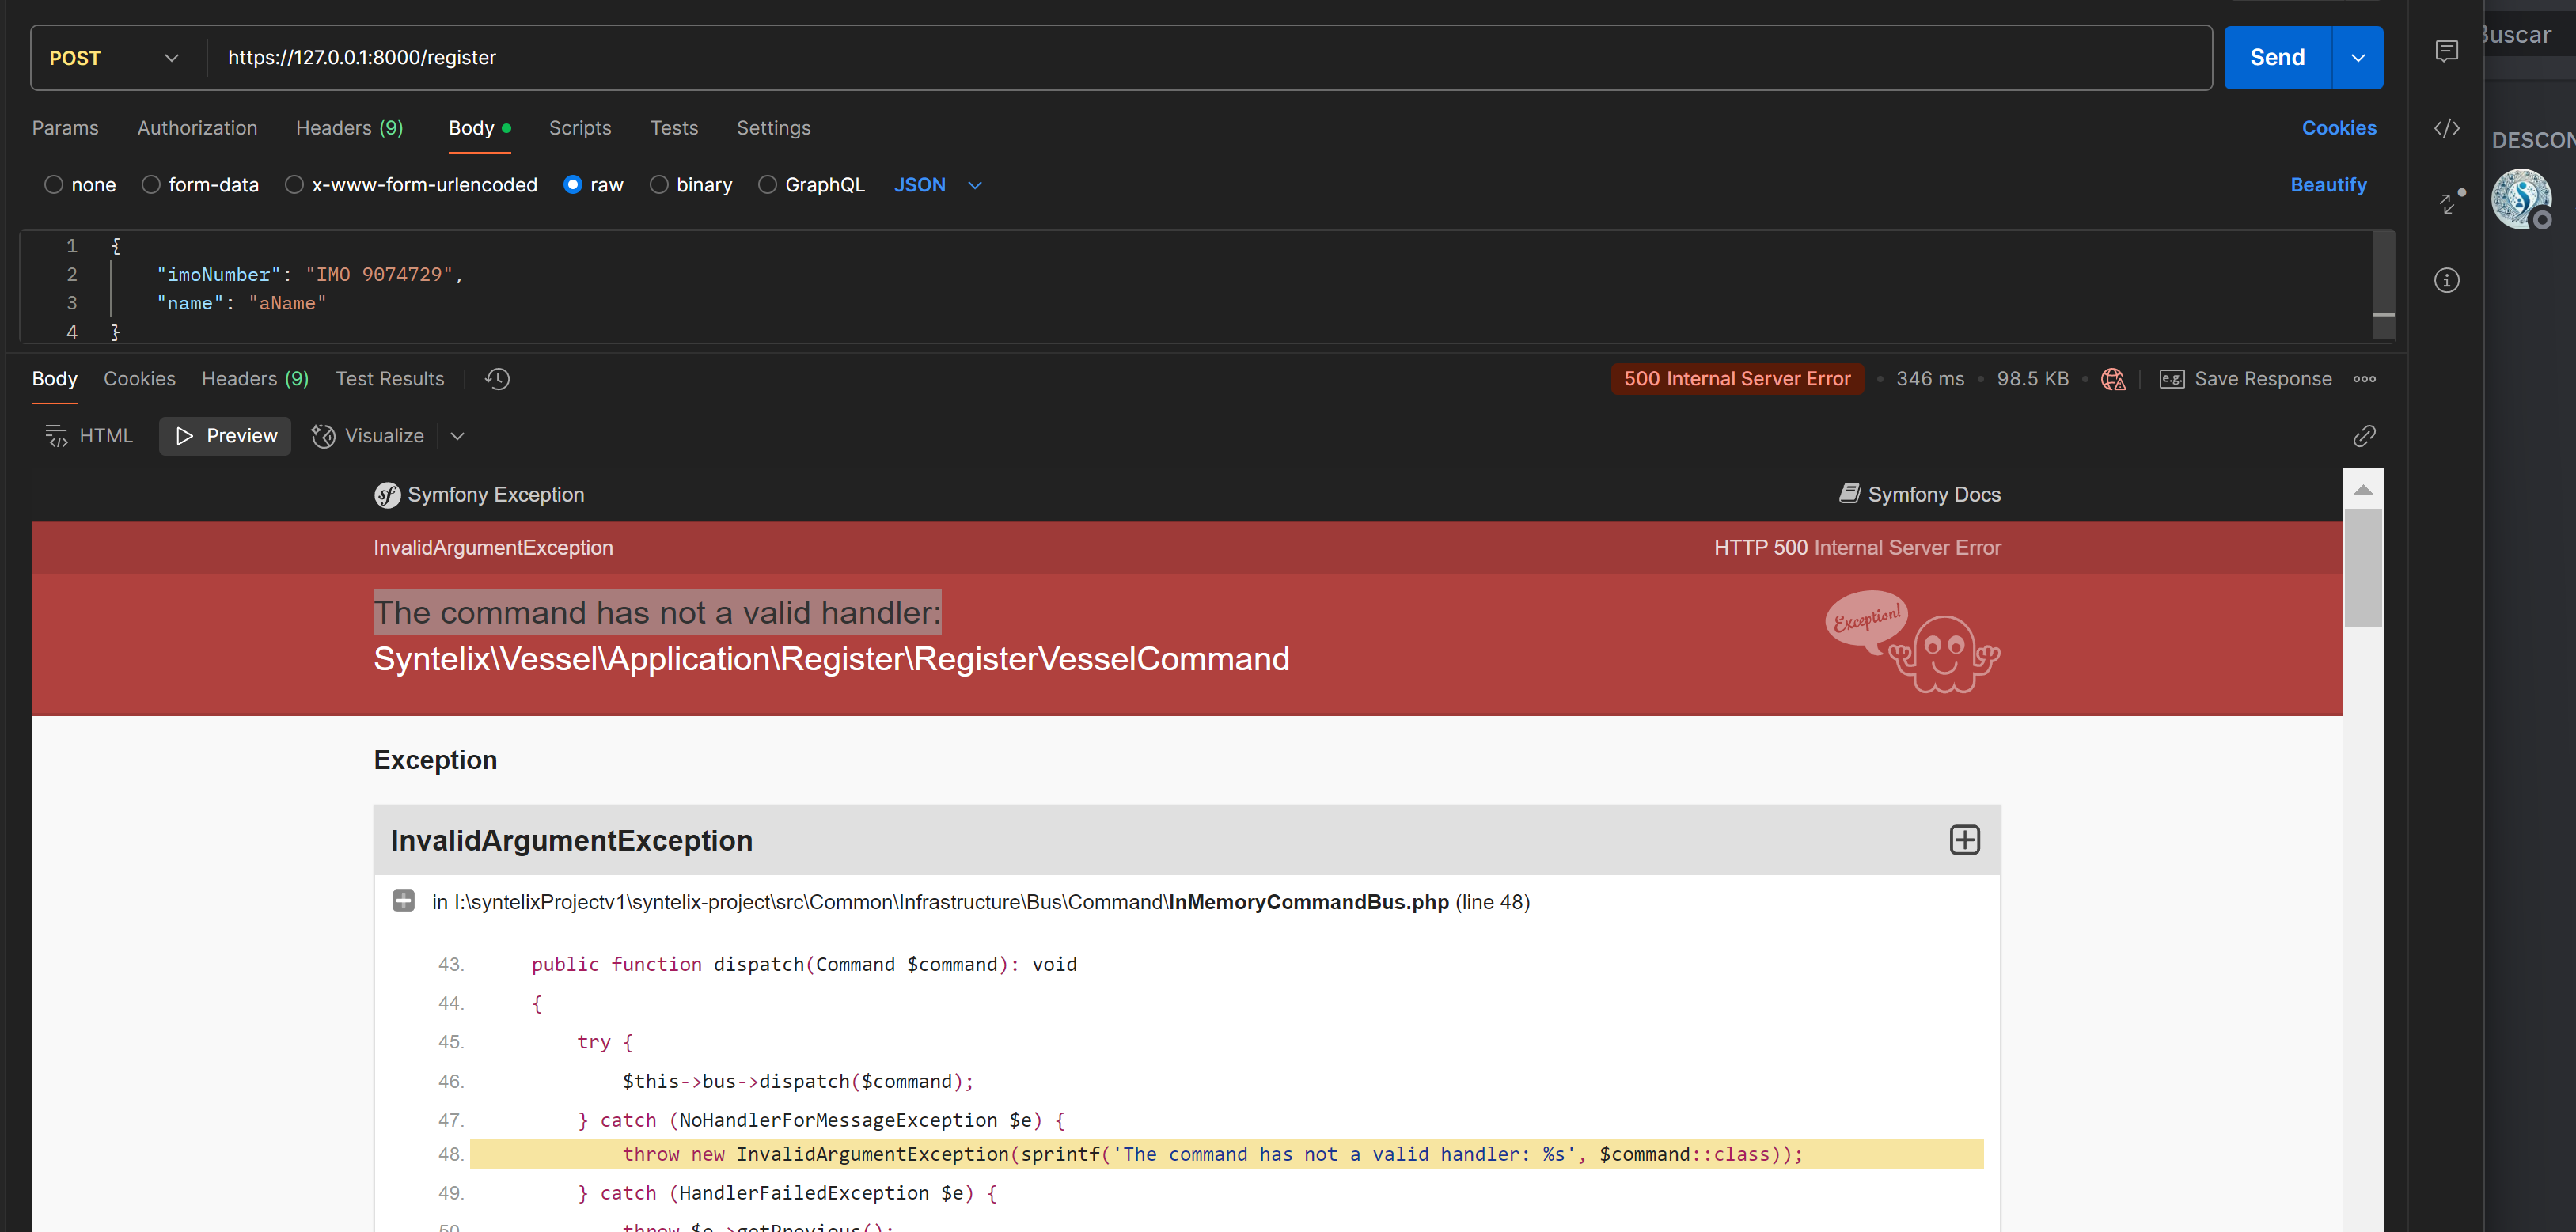 POST https://127.0.0.1:8000/register Send
Buscar
Params Authorization Headers (9) Body Scripts Tests Settings Cookies
DESCON
none form-data x-www-form-urlencoded raw binary GraphQL JSON Beautify
1 {
2 "imoNumber": "IMO 9074729",
3 "name": "aName"
4 }
Body Cookies Headers (9) Test Results 500 Internal Server Error 346 ms 98.5 KB e.g. Save Response
HTML Preview Visualize
sf Symfony Exception Symfony Docs
InvalidArgumentException HTTP 500 Internal Server Error
The command has not a valid handler:
Syntelix\Vessel\Application\Register\RegisterVesselCommand
Exception!
Exception
InvalidArgumentException
in I:\syntelixProjectv1\syntelix-project\src\Common\Infrastructure\Bus\Command\InMemoryCommandBus.php (line 48)
43. public function dispatch(Command $command): void
44. {
45. try {
46. $this->bus->dispatch($command);
47. } catch (NoHandlerForMessageException $e) {
48. throw new InvalidArgumentException(sprintf('The command has not a valid handler: %s', $command::class));
49. } catch (HandlerFailedException $e) {
50. throw $e->getPrevious();